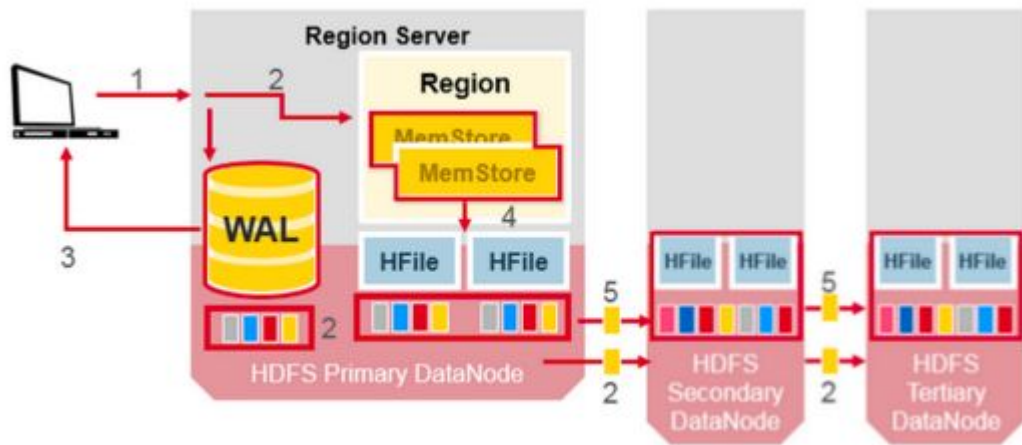 Region Server
1
2
Region
MemStore
MemStore
WAL
4
3
HFile
HFile
HFile
HFile
HFile
HFile
2
5
5
HDFS Primary DataNode
2
HDFS
Secondary
DataNode
2
HDFS
Tertiary
DataNode